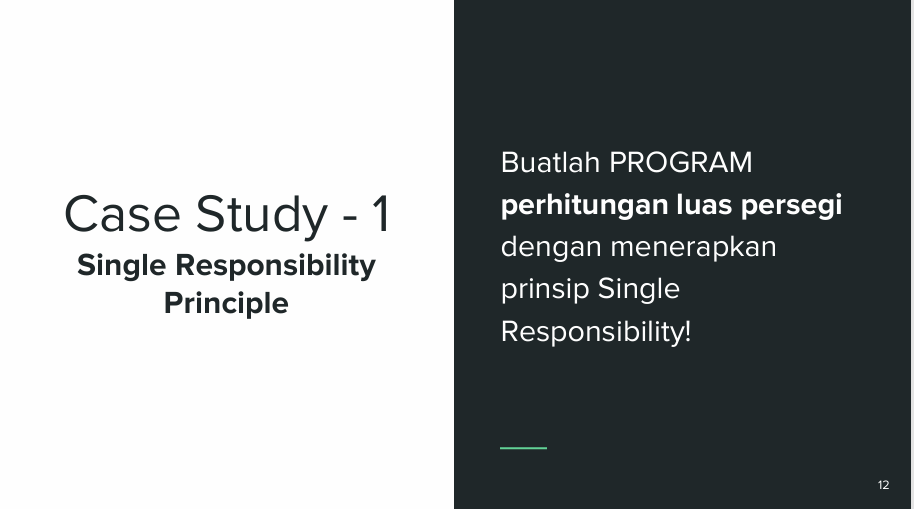 Case Study - 1
Single Responsibility
Principle
Buatlah PROGRAM
perhitungan luas persegi
dengan menerapkan
prinsip Single
Responsibility!
12